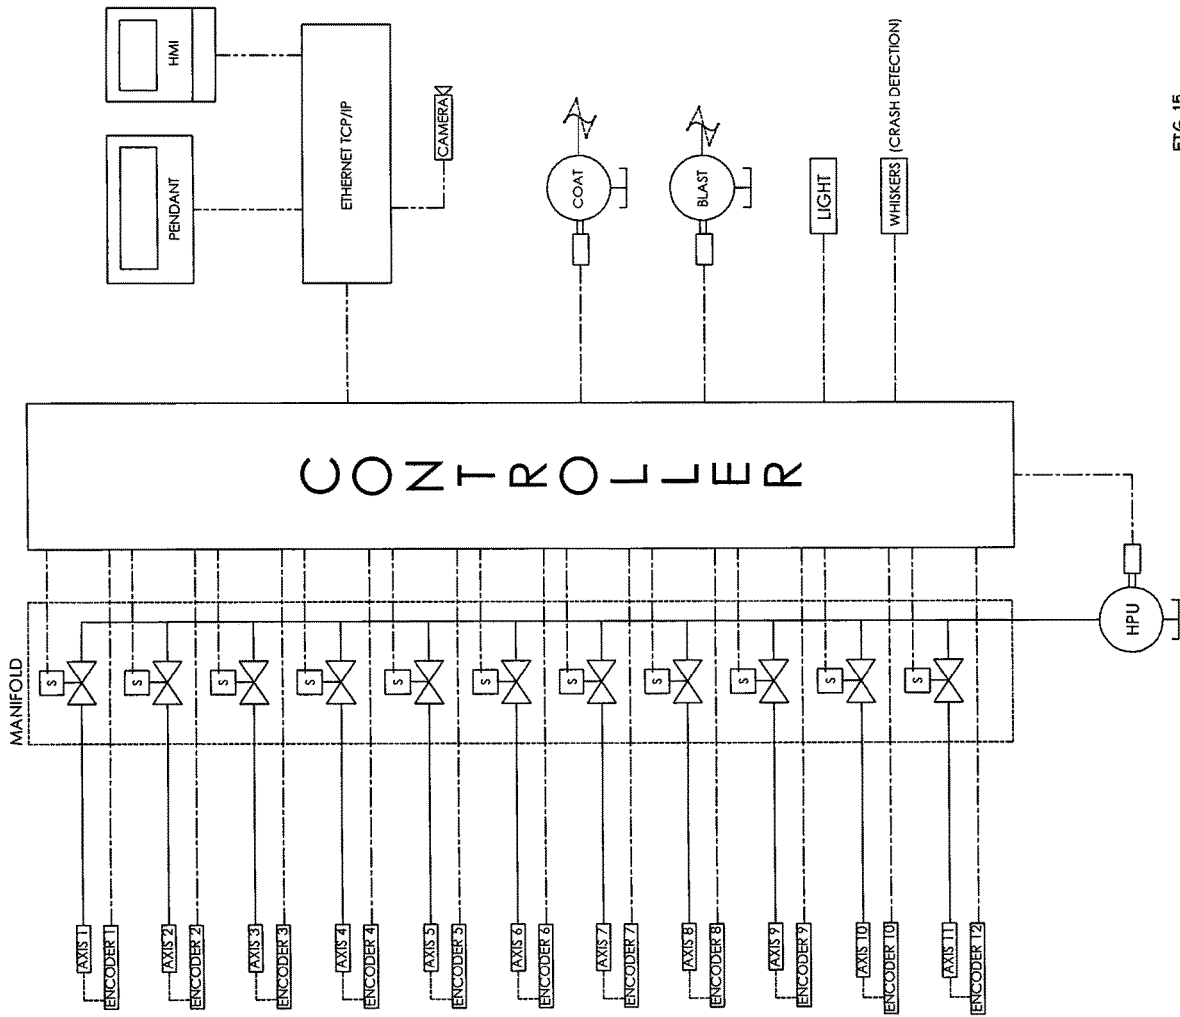 HMI
PENDANT
ETHERNET TCP/IP
CAMERA
COAT
BLAST
LIGHT
WHISKERS (CRASH DETECTION)
CONTROLLER
MANIFOLD
S
S
S
S
S
S
S
S
S
S
S
HPU
AXIS 1
ENCODER 1
AXIS 2
ENCODER 2
AXIS 3
ENCODER 3
AXIS 4
ENCODER 4
AXIS 5
ENCODER 5
AXIS 6
ENCODER 6
AXIS 7
ENCODER 7
AXIS 8
ENCODER 8
AXIS 9
ENCODER 9
AXIS 10
ENCODER 10
AXIS 11
ENCODER 12